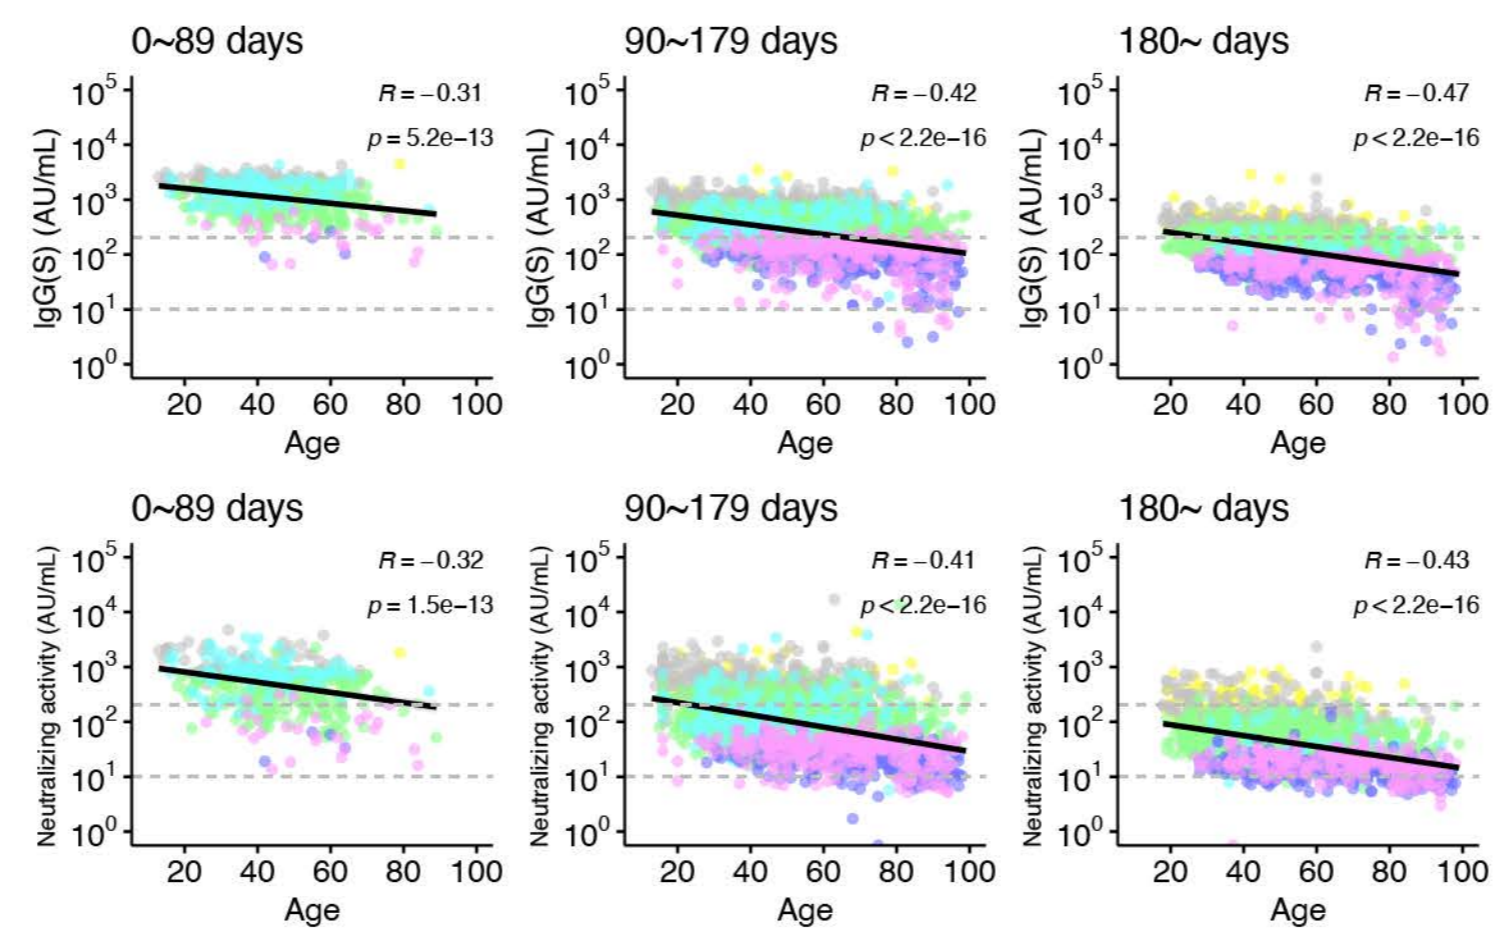 0~89 days
R = −0.31
p = 5.2e−13
IgG(S) (AU/mL)
10^5
10^4
10^3
10^2
10^1
10^0
20 40 60 80 100
Age
90~179 days
R = −0.42
p < 2.2e−16
IgG(S) (AU/mL)
10^5
10^4
10^3
10^2
10^1
10^0
20 40 60 80 100
Age
180~ days
R = −0.47
p < 2.2e−16
IgG(S) (AU/mL)
10^5
10^4
10^3
10^2
10^1
10^0
20 40 60 80 100
Age
0~89 days
R = −0.32
p = 1.5e−13
Neutralizing activity (AU/mL)
10^5
10^4
10^3
10^2
10^1
10^0
20 40 60 80 100
Age
90~179 days
R = −0.41
p < 2.2e−16
Neutralizing activity (AU/mL)
10^5
10^4
10^3
10^2
10^1
10^0
20 40 60 80 100
Age
180~ days
R = −0.43
p < 2.2e−16
Neutralizing activity (AU/mL)
10^5
10^4
10^3
10^2
10^1
10^0
20 40 60 80 100
Age